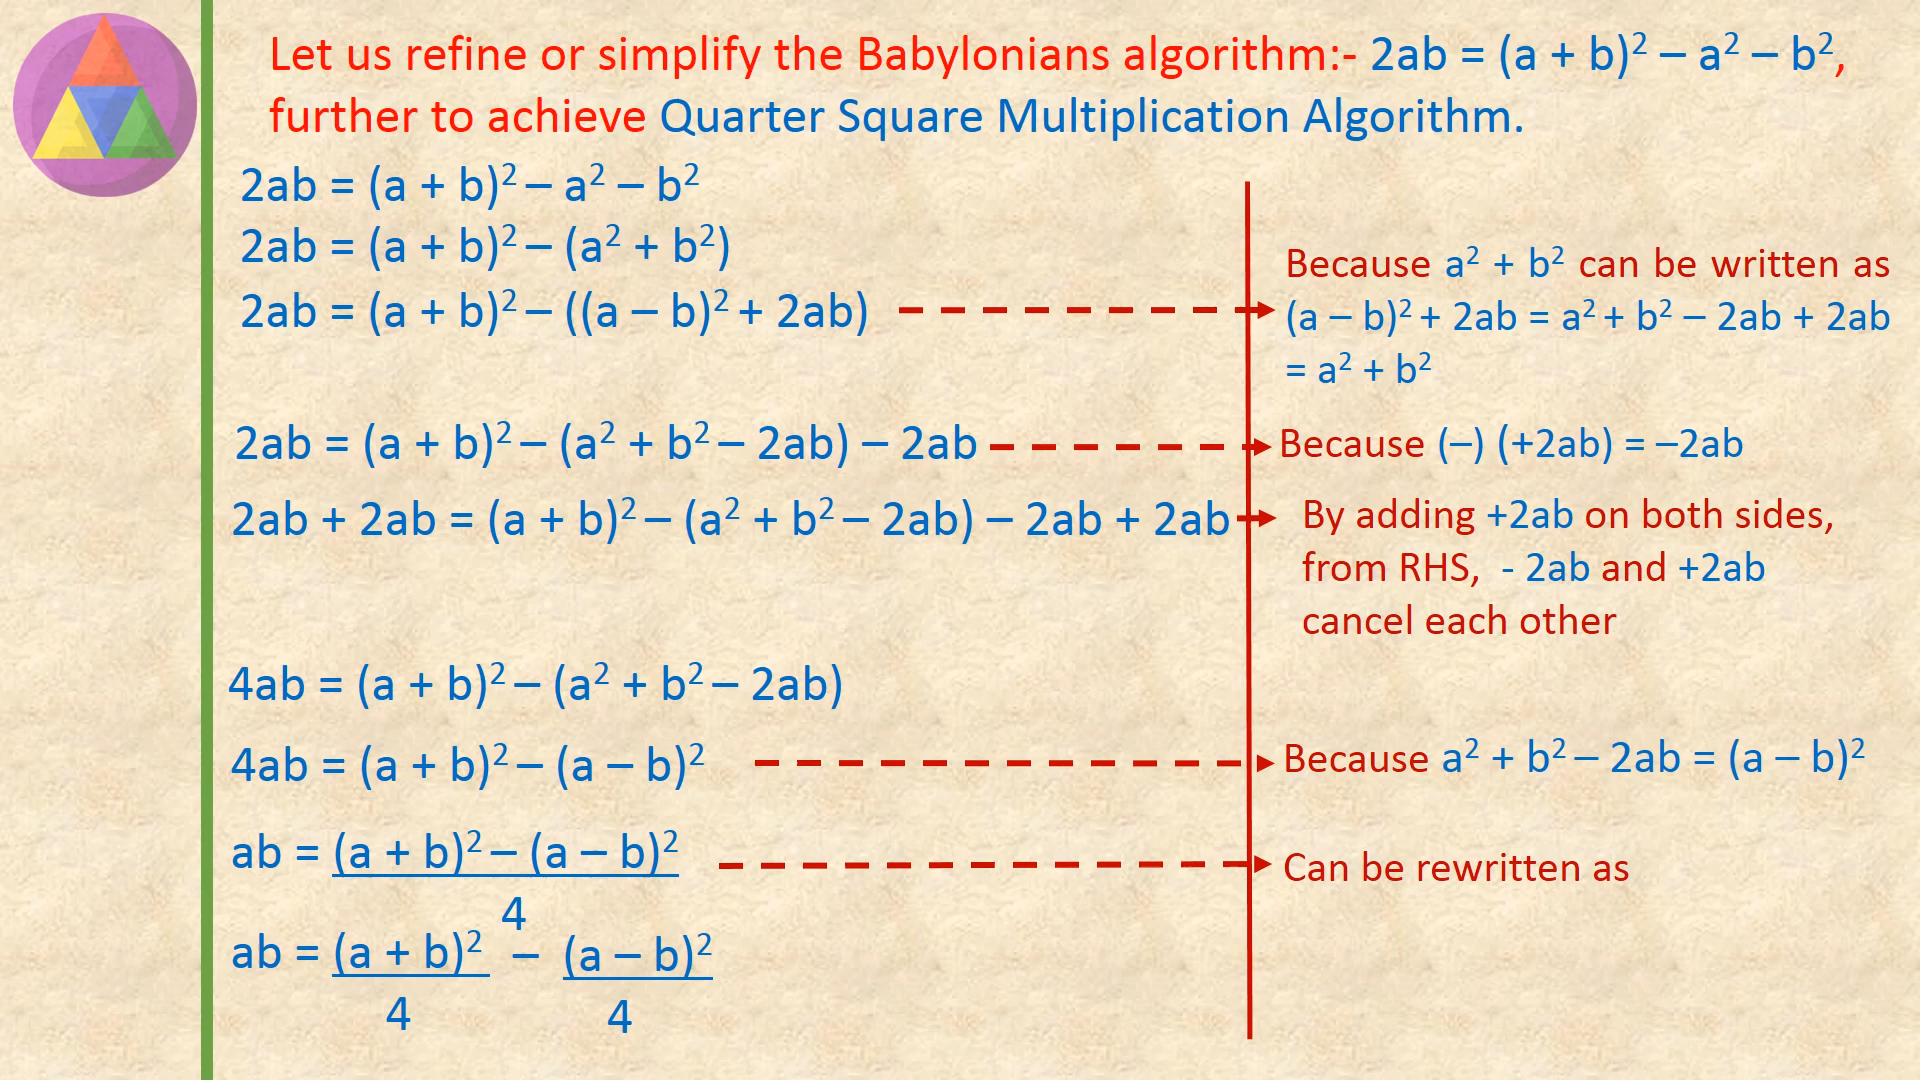 Let us refine or simplify the Babylonians algorithm:- 2ab = (a + b)² – a² – b²,
further to achieve Quarter Square Multiplication Algorithm.
2ab = (a + b)² – a² – b²
2ab = (a + b)² – (a² + b²)
2ab = (a + b)² – ((a – b)² + 2ab)
Because a² + b² can be written as
(a – b)² + 2ab = a² + b² – 2ab + 2ab
= a² + b²
2ab = (a + b)² – (a² + b² – 2ab) – 2ab
Because (–) (+2ab) = –2ab
2ab + 2ab = (a + b)² – (a² + b² – 2ab) – 2ab + 2ab
By adding +2ab on both sides,
from RHS, - 2ab and +2ab
cancel each other
4ab = (a + b)² – (a² + b² – 2ab)
4ab = (a + b)² – (a – b)²
Because a² + b² – 2ab = (a – b)²
ab = (a + b)² – (a – b)²
4
Can be rewritten as
ab = (a + b)² – (a – b)²
4 4